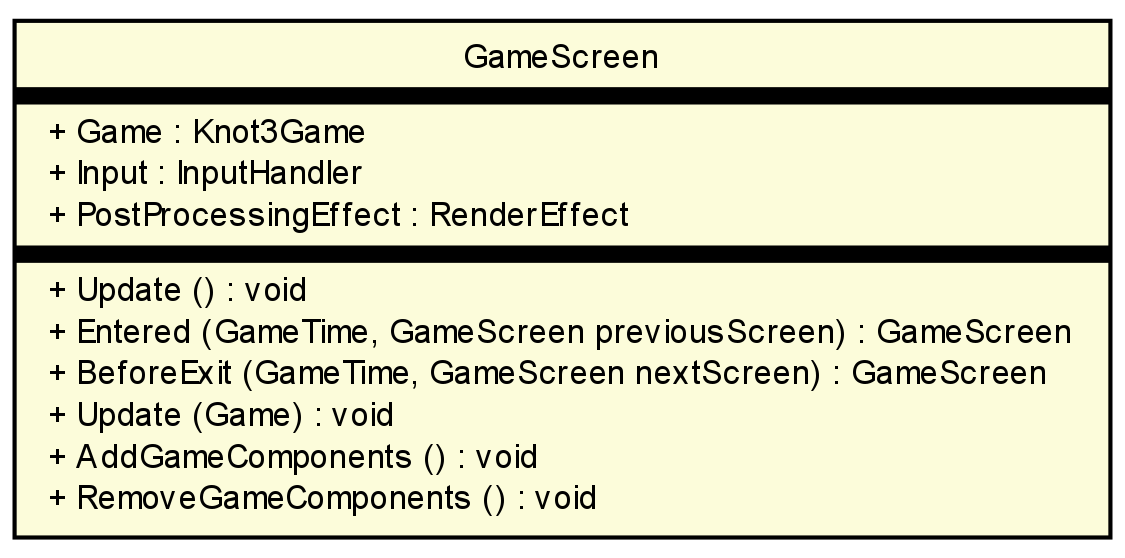 GameScreen
+ Game : Knot3Game
+ Input : InputHandler
+ PostProcessingEffect : RenderEffect
+ Update () : void
+ Entered (GameTime, GameScreen previousScreen) : GameScreen
+ BeforeExit (GameTime, GameScreen nextScreen) : GameScreen
+ Update (Game) : void
+ AddGameComponents () : void
+ RemoveGameComponents () : void